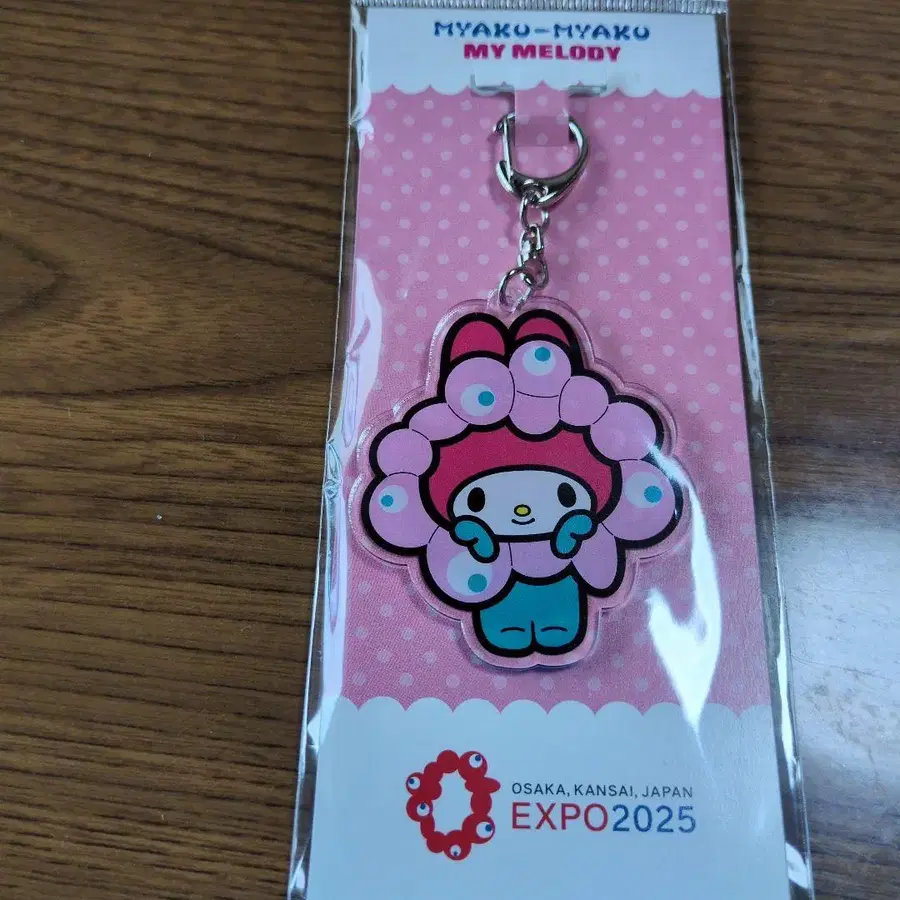 MYAKU-MYAKU
MY MELODY
OSAKA, KANSAI, JAPAN
EXPO2025